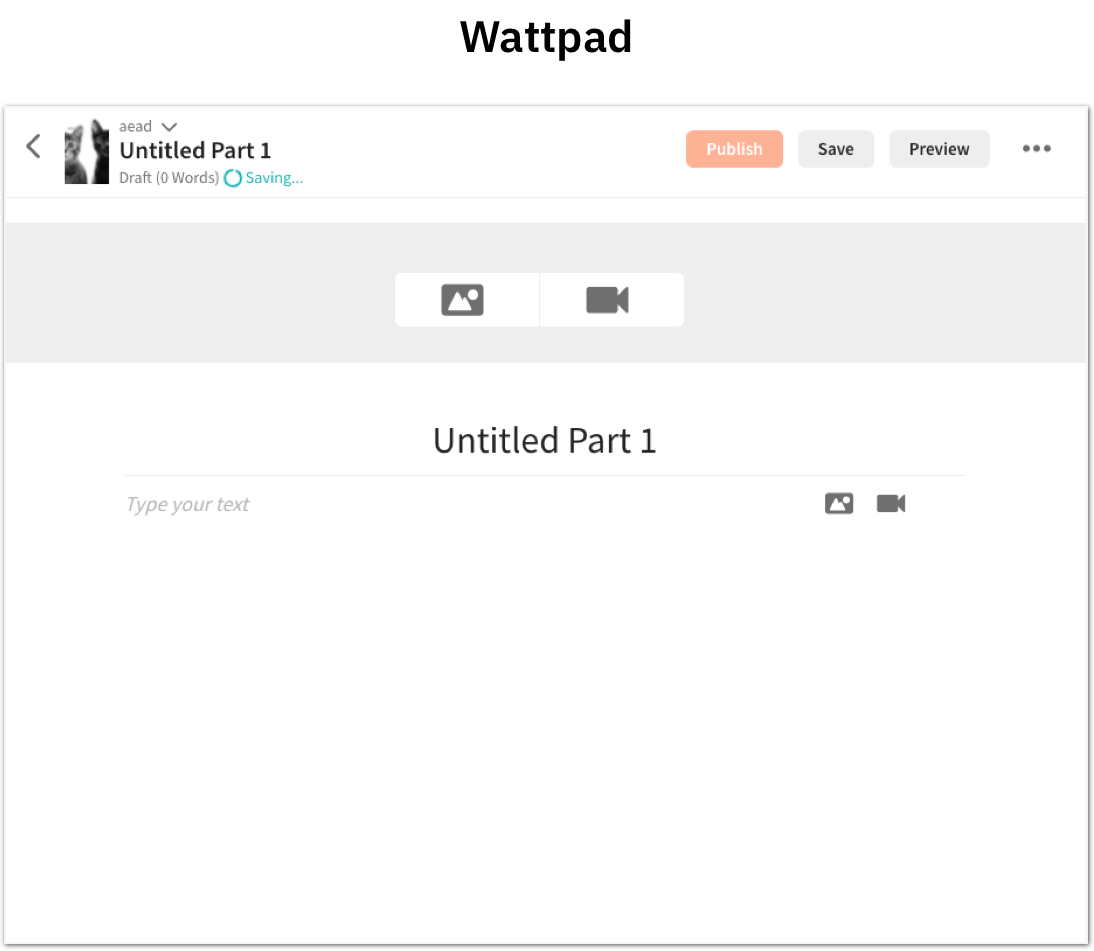 Wattpad
aead
Untitled Part 1
Draft (0 Words) Saving...
Publish
Save
Preview
Untitled Part 1
Type your text